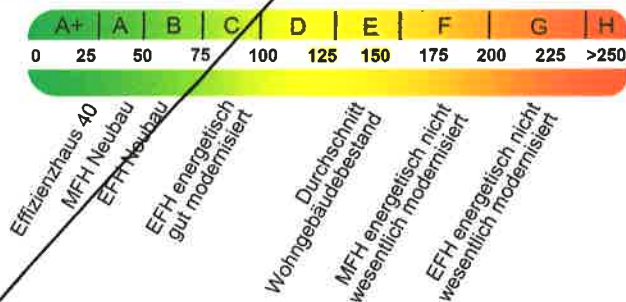 A+ A B C D E F G H
0 25 50 75 100 125 150 175 200 225 >250
Effizienzhaus 40
MFH Neubau
EFH Neubau
EFH energetisch
gut modernisiert
Durchschnitt
Wohngebäudebestand
MFH energetisch nicht
wesentlich modernisiert
EFH energetisch nicht
wesentlich modernisiert